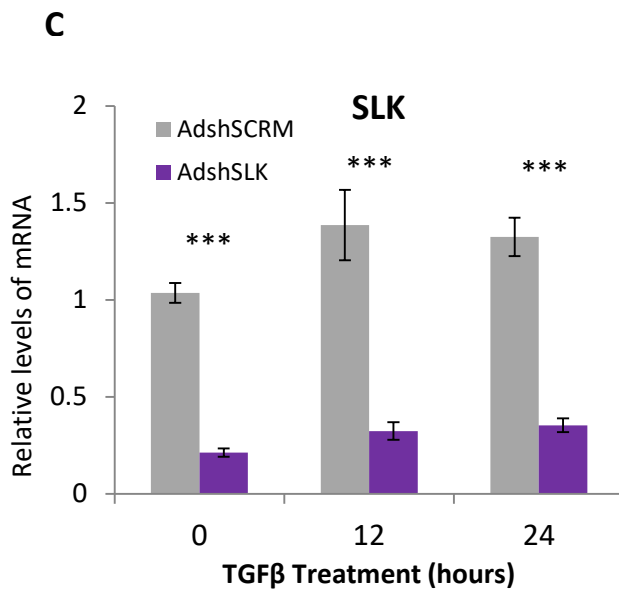 C
SLK
2
AdshSCRM
AdshSLK
***
***
***
1.5
1
0.5
0
Relative levels of mRNA
0 12 24
TGFβ Treatment (hours)